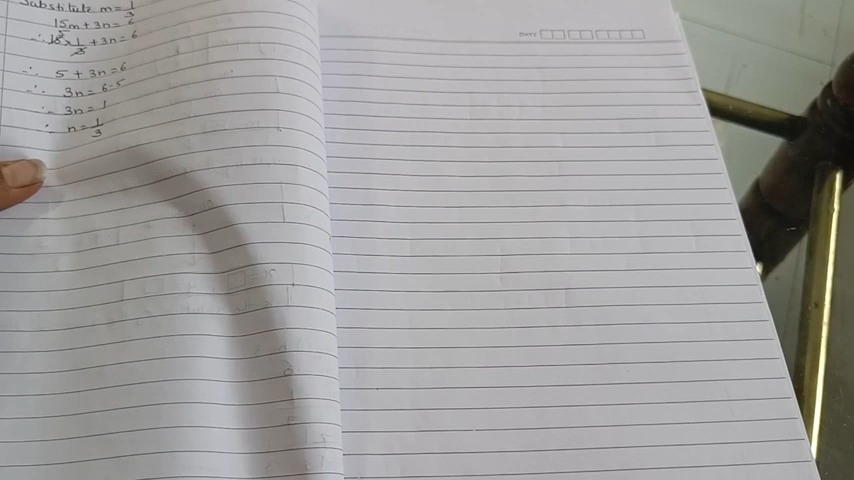 Substitute m=1/3
15m+3n=6
∴ 15×1/3+3n=6
∴ 5+3n=6
∴ 3n=6-5
∴ 3n=1
∴ n=1/3
DATE